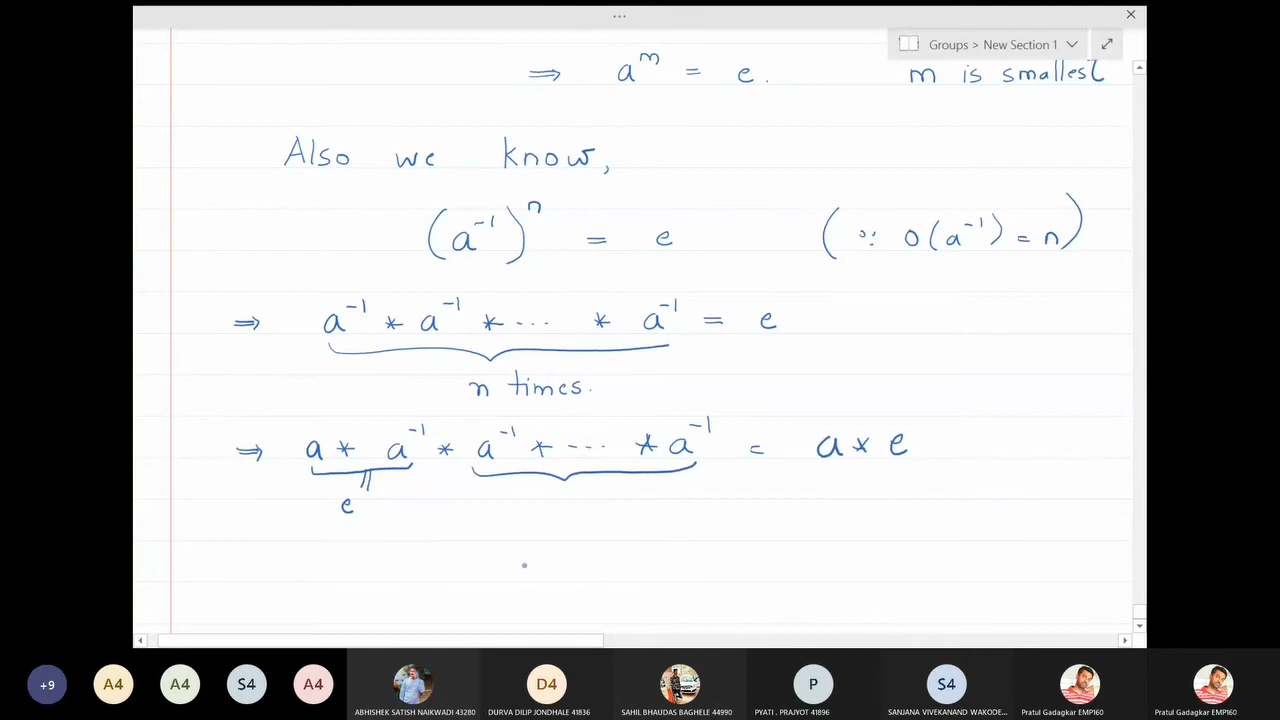 Groups > New Section 1
⇒ a^m = e. m is smallest
Also we know,
(a^-1)^n = e (∵ O(a^-1) = n)
⇒ a^-1 * a^-1 * ... * a^-1 = e
n times.
⇒ a * a^-1 * a^-1 * ... * a^-1 = a * e
e
+9 A4 A4 S4 A4 D4 P S4
ABHISHEK SATISH NAIKWADI 43280 DURVA DILIP JONDHALE 41836 SAHIL BHAUDAS BAGHELE 44990 PYATI . PRAJYOT 41896 SANJANA VIVEKANAND WAKODE... Pratul Gadagkar EMP160 Pratul Gadagkar EMP160